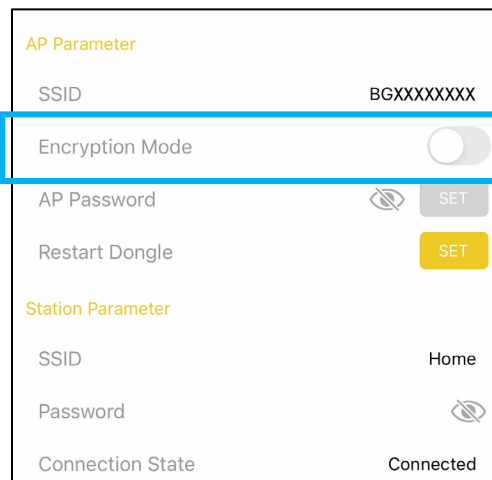 AP Parameter
SSID BGXXXXXXXX
Encryption Mode
AP Password SET
Restart Dongle SET
Station Parameter
SSID Home
Password
Connection State Connected